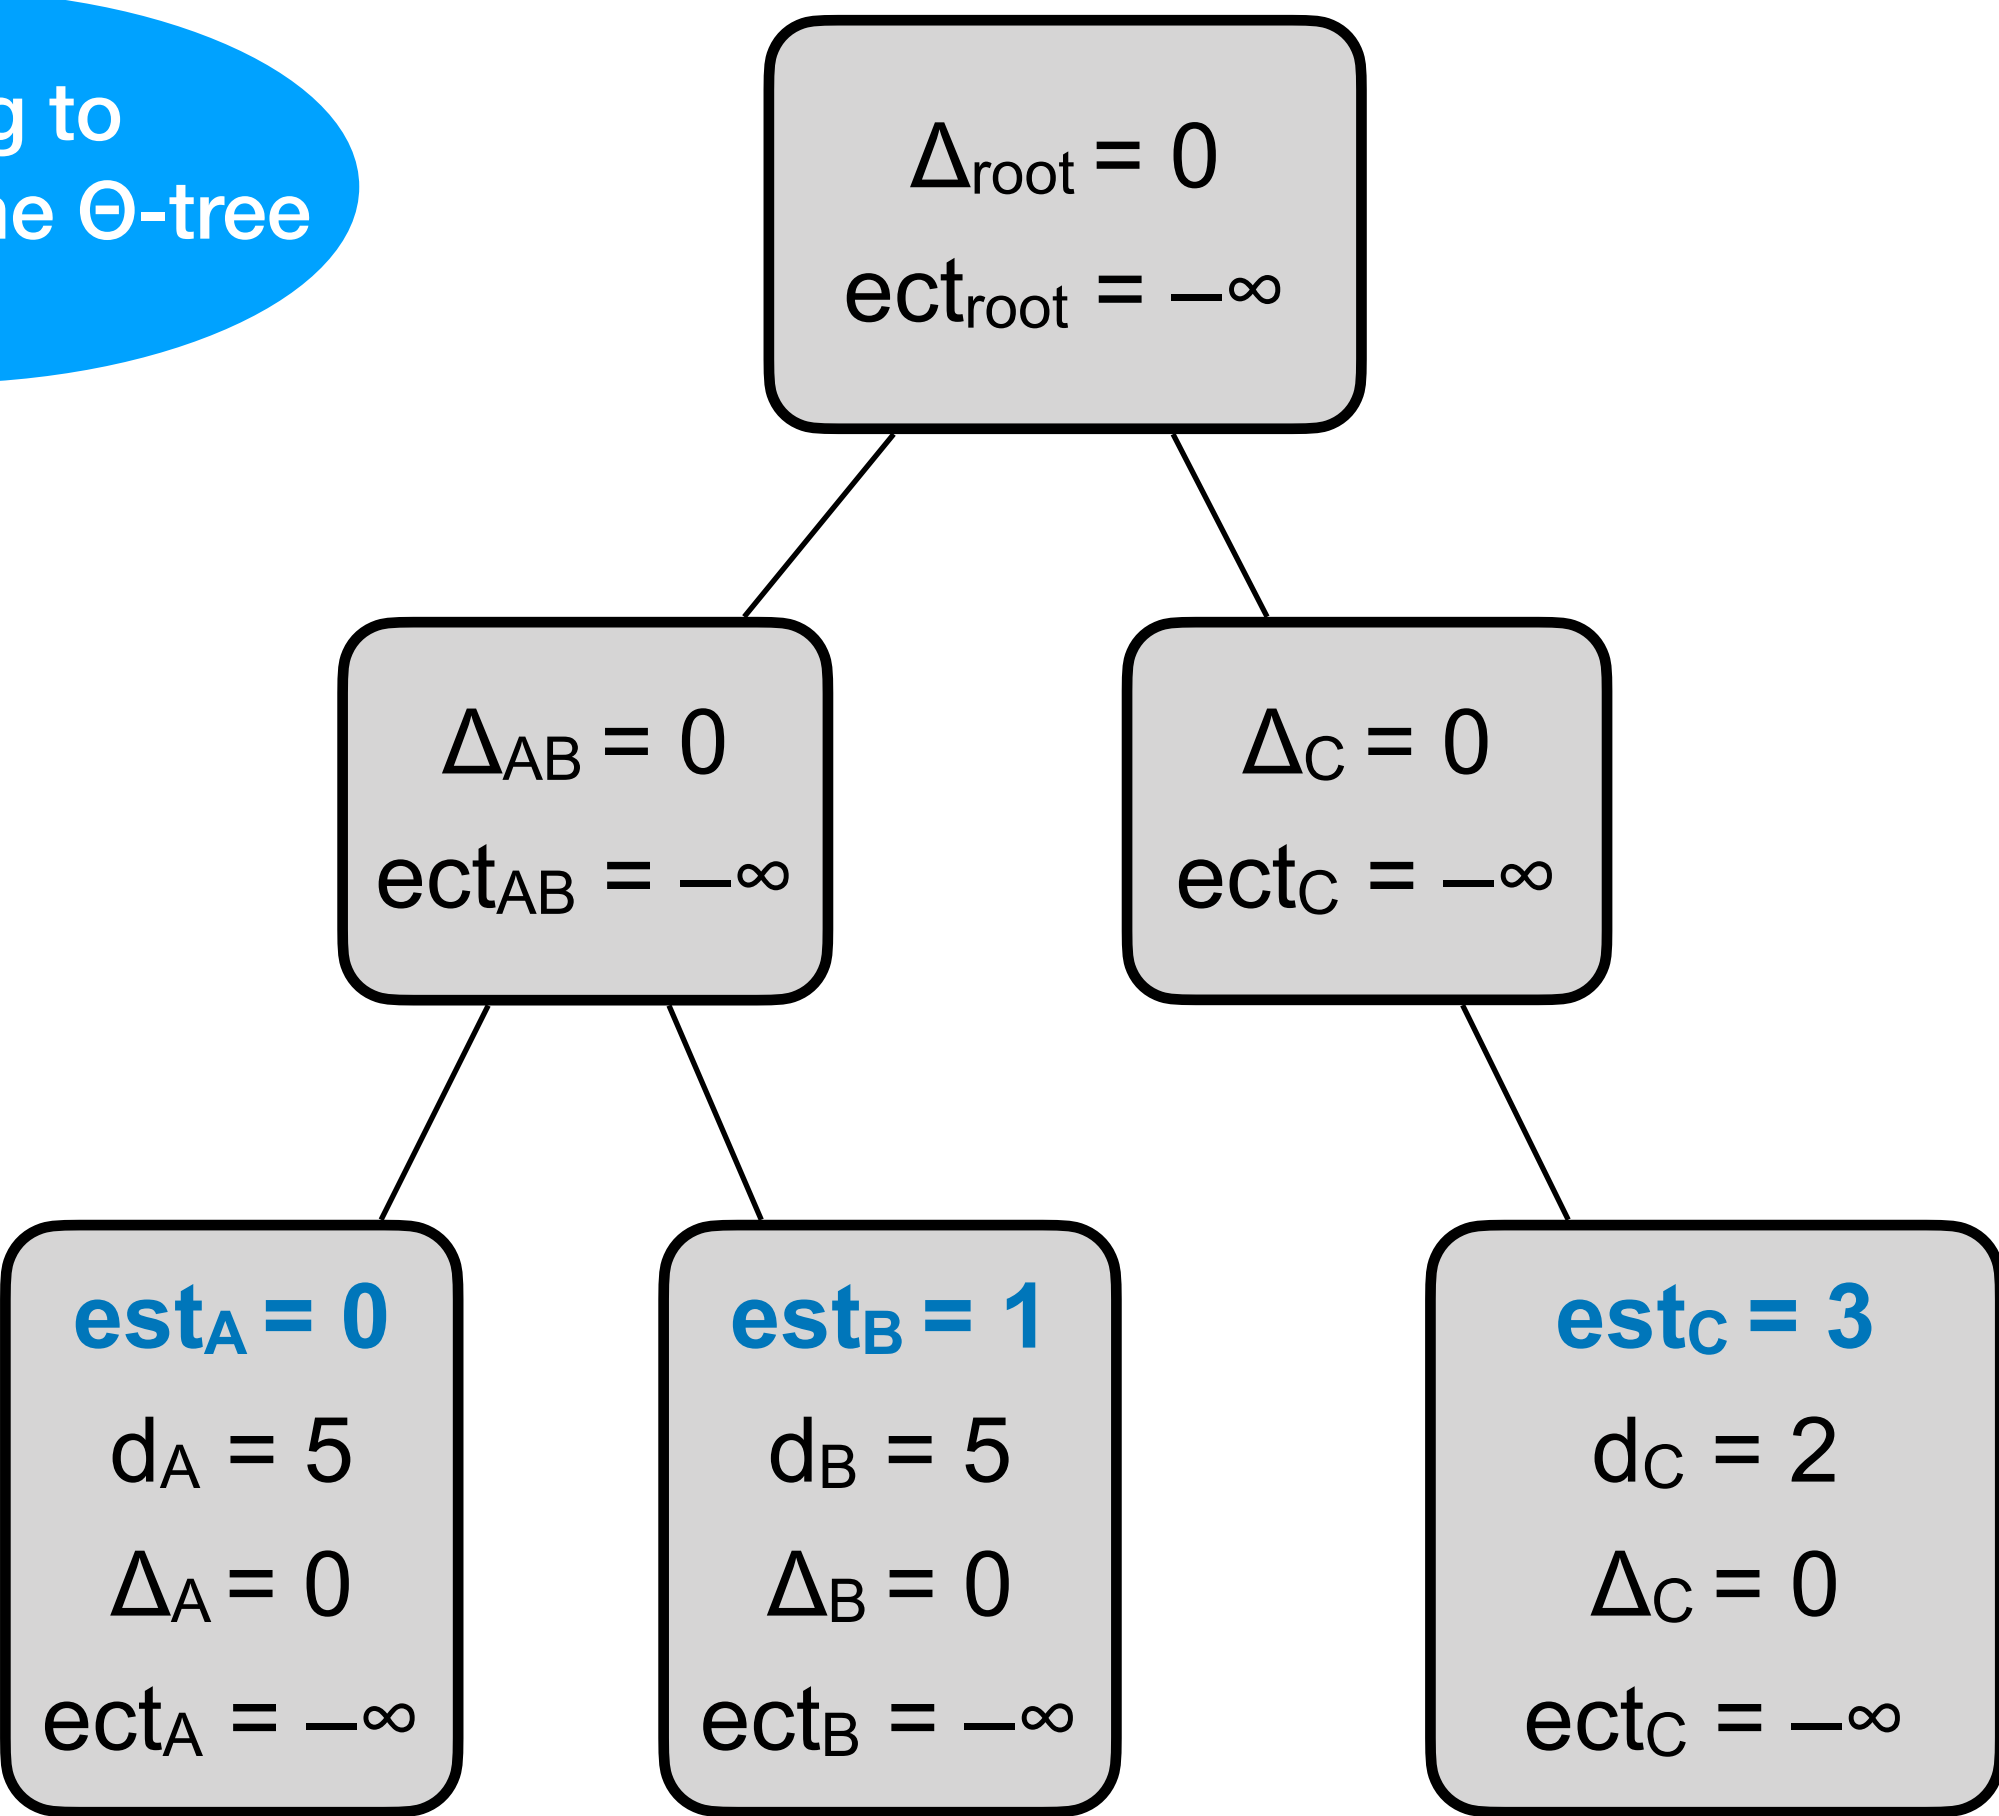 g to
ne Θ-tree
Δroot = 0
ectroot = –∞
ΔAB = 0
ectAB = –∞
ΔC = 0
ectC = –∞
estA = 0
dA = 5
ΔA = 0
ectA = –∞
estB = 1
dB = 5
ΔB = 0
ectB = –∞
estC = 3
dC = 2
ΔC = 0
ectC = –∞